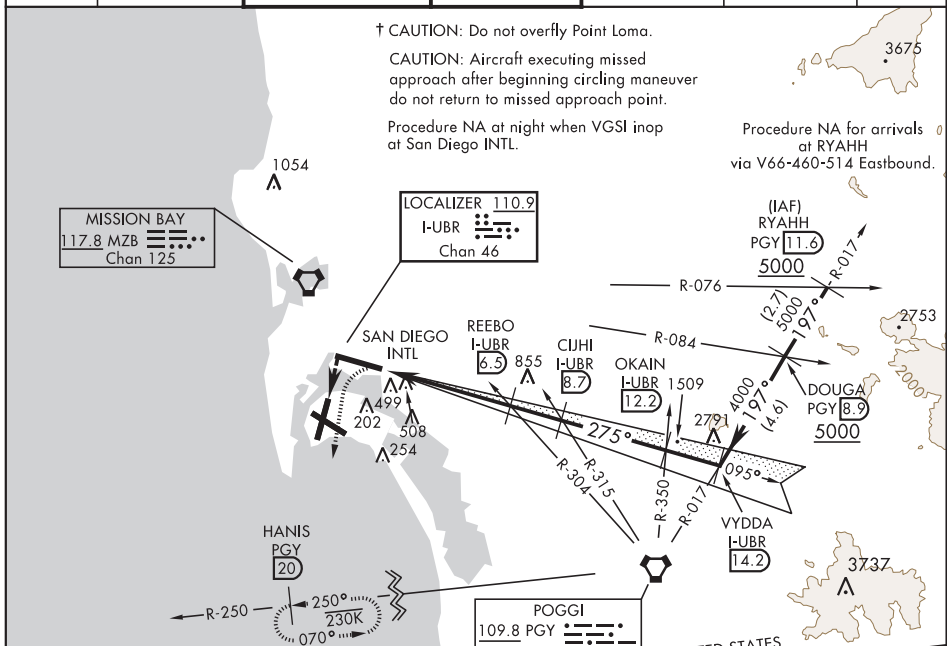 † CAUTION: Do not overfly Point Loma.
CAUTION: Aircraft executing missed
approach after beginning circling maneuver
do not return to missed approach point.
Procedure NA at night when VGSI inop
at San Diego INTL.
3675
Procedure NA for arrivals
at RYAHH
via V66-460-514 Eastbound.
1054
MISSION BAY
117.8 MZB
Chan 125
LOCALIZER 110.9
I-UBR
Chan 46
(IAF)
RYAHH
PGY 11.6
5000
R-017
R-076
(2.7)
5000
197°
2753
2000
R-084
DOUGA
PGY 8.9
5000
4000
197°
(4.6)
SAN DIEGO
INTL
REEBO
I-UBR
6.5
855
CIJHI
I-UBR
8.7
OKAIN
I-UBR
12.2
1509
2791
499
202
508
254
275°
095°
R-304
R-315
R-350
R-017
VYDDA
I-UBR
14.2
HANIS
PGY
20
R-250
250°
230K
070°
3737
POGGI
109.8 PGY
STATES